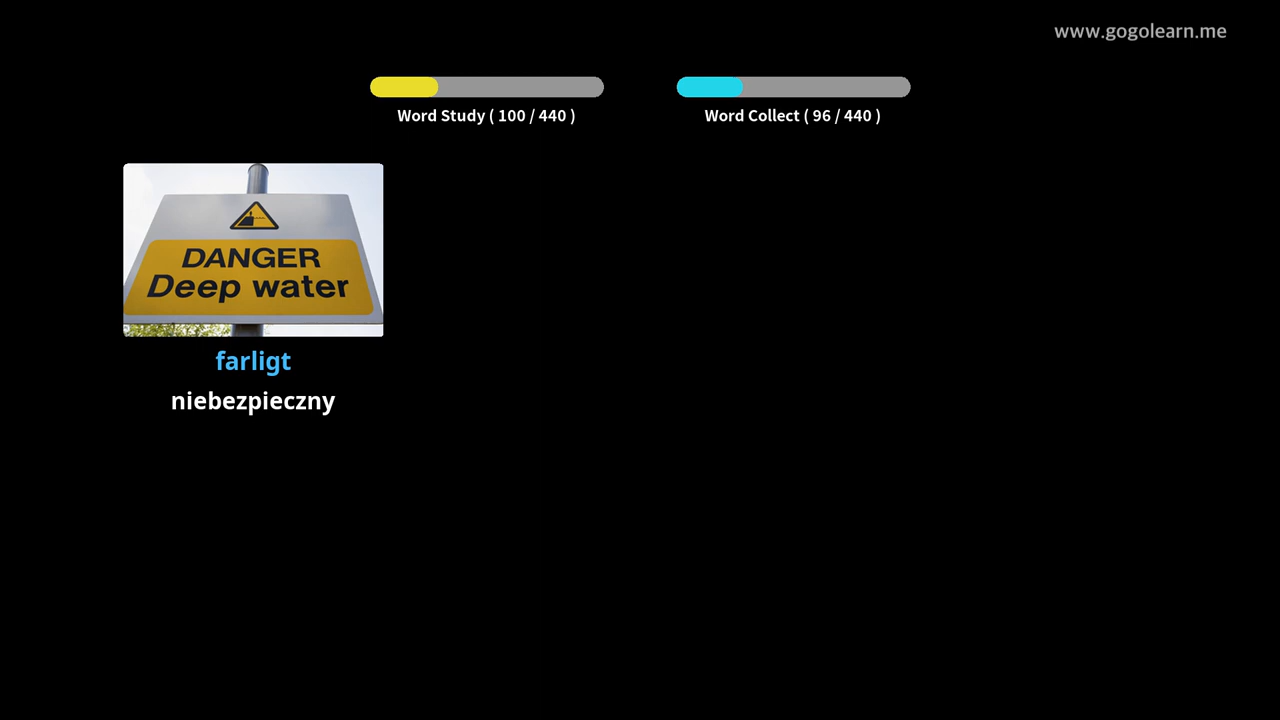 www.gogolearn.me
Word Study ( 100 / 440 )
Word Collect ( 96 / 440 )
DANGER
Deep water
farligt
niebezpieczny